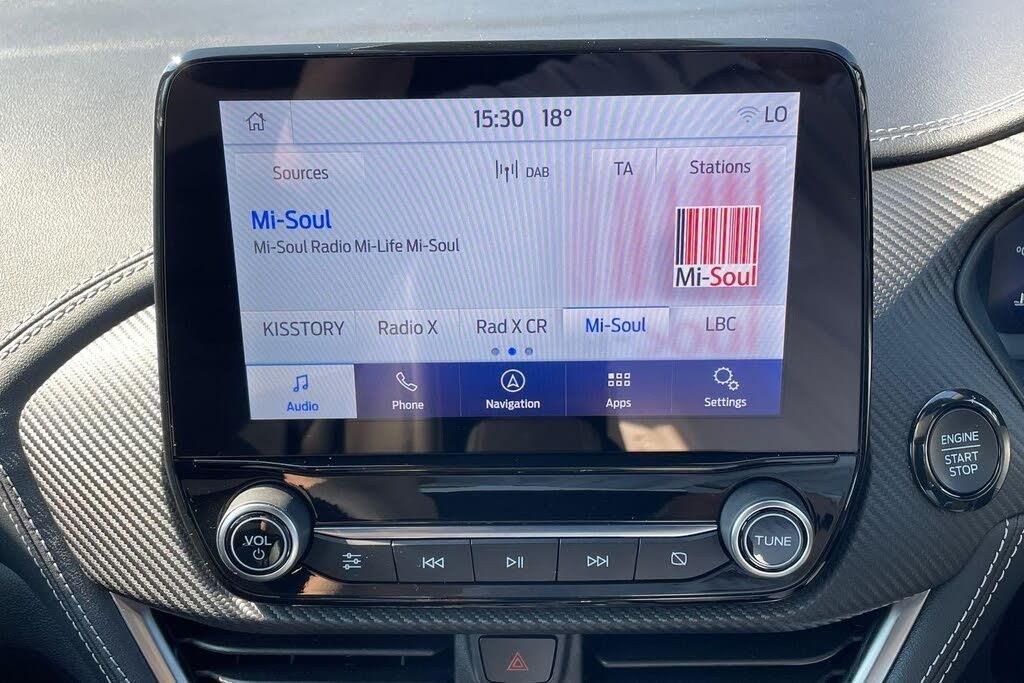 15:30 18° LO
Sources DAB TA Stations
Mi-Soul
Mi-Soul Radio Mi-Life Mi-Soul
Mi-Soul
KISSTORY Radio X Rad X CR Mi-Soul LBC
Audio Phone Navigation Apps Settings
ENGINE
START
STOP
VOL TUNE